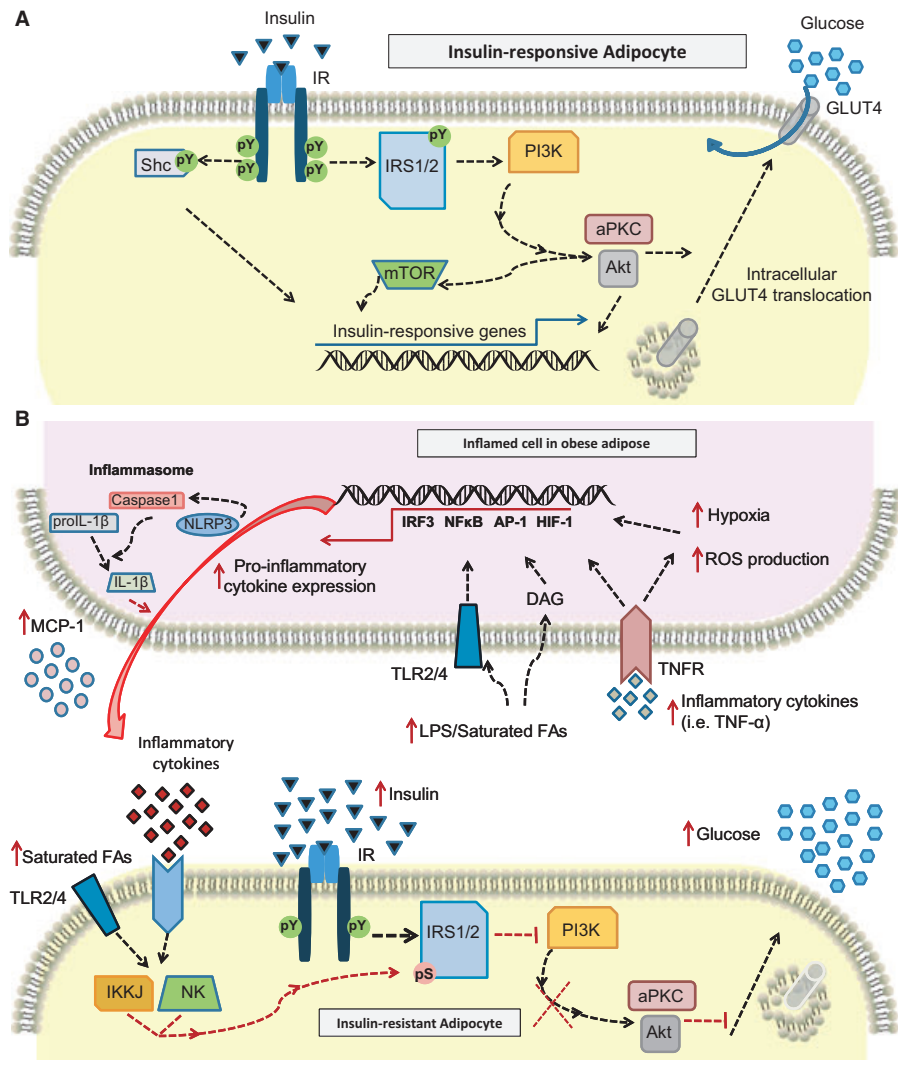 A
Insulin
Insulin-responsive Adipocyte
Glucose
IR
GLUT4
pY
pY
pY
pY
Shc
pY
IRS1/2
pY
PI3K
aPKC
Akt
mTOR
Intracellular
GLUT4 translocation
Insulin-responsive genes
B
Inflamed cell in obese adipose
Inflammasome
Caspase1
proIL-1β
NLRP3
IL-1β
IRF3 NFκB AP-1 HIF-1
Hypoxia
ROS production
Pro-inflammatory
cytokine expression
DAG
MCP-1
TLR2/4
TNFR
Inflammatory cytokines
(i.e. TNF-α)
LPS/Saturated FAs
Inflammatory
cytokines
Insulin
Glucose
Saturated FAs
IR
TLR2/4
pY
pY
IRS1/2
pS
PI3K
IKKJ
NK
aPKC
Akt
Insulin-resistant Adipocyte